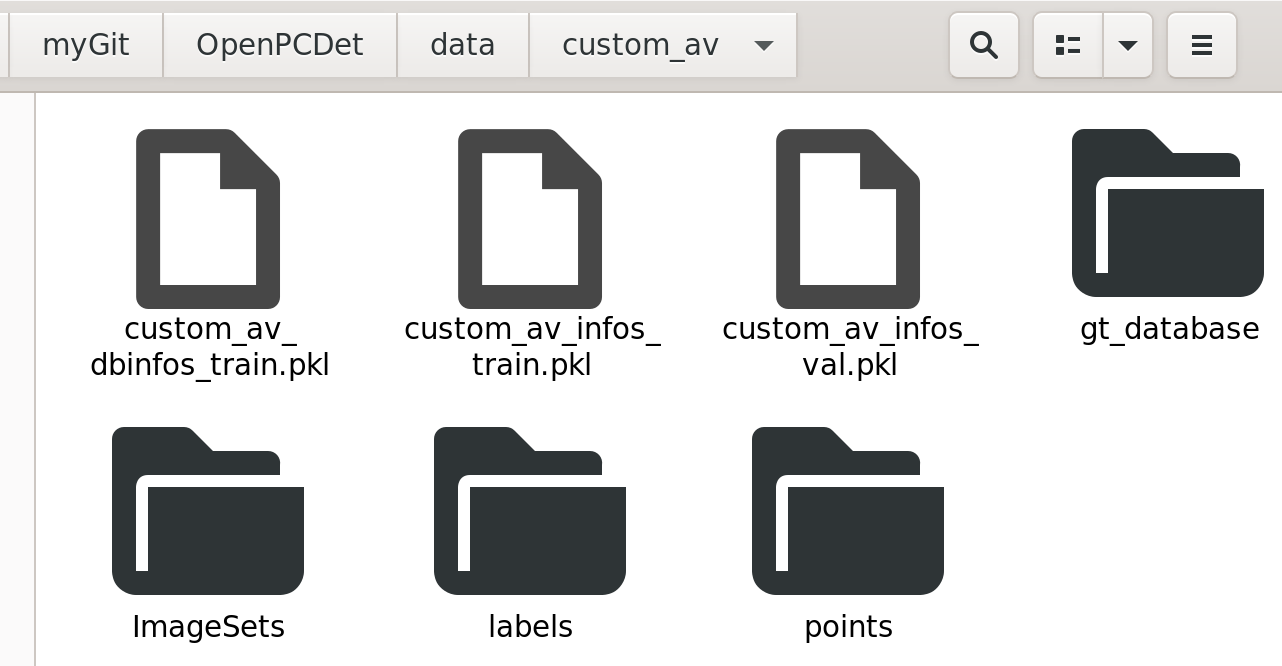 myGit OpenPCDet data custom_av
custom_av_
dbinfos_train.pkl
custom_av_infos_
train.pkl
custom_av_infos_
val.pkl
gt_database
ImageSets
labels
points